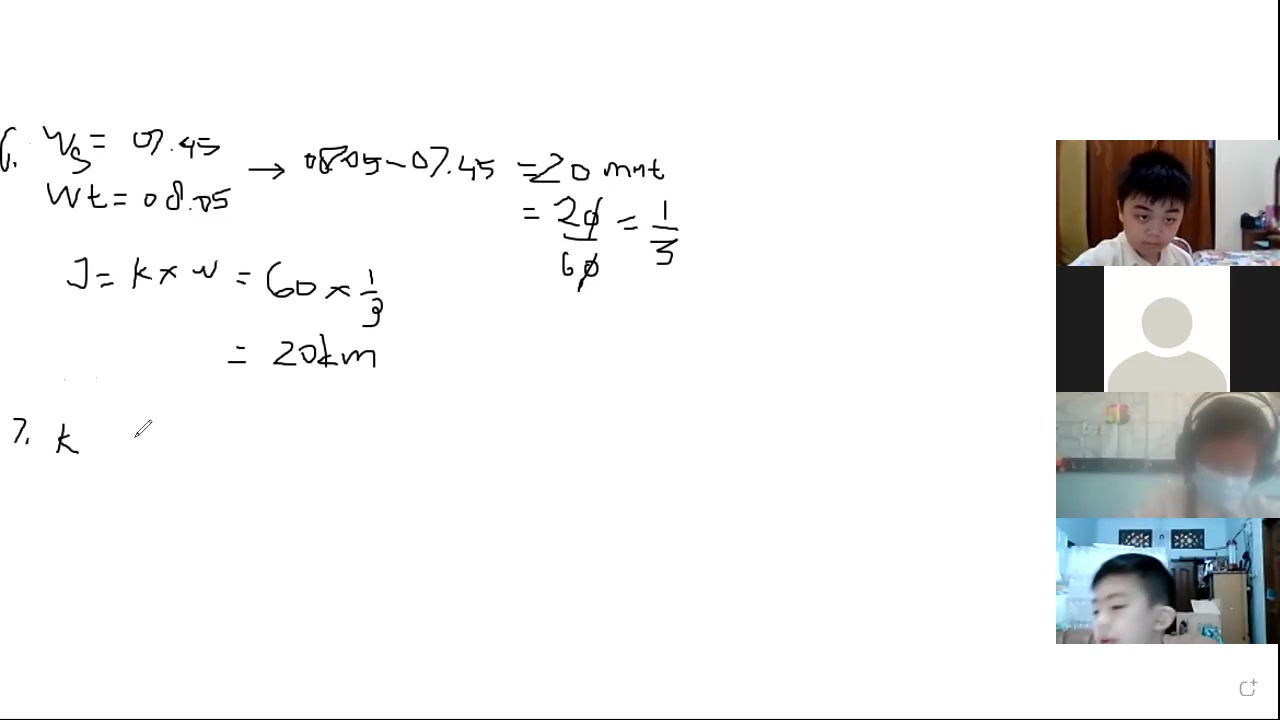 6. Ws = 07.45
Wt = 08.05
→ 08.05 - 07.45 = 20 mnt
= 20/60 = 1/3
J = k x w = 60 x 1/3
= 20km
7. k